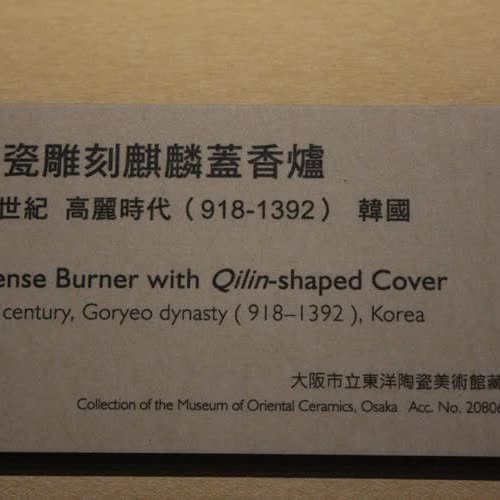 瓷雕刻麒麟蓋香爐
世紀 高麗時代（918-1392） 韓國
ense Burner with Qilin-shaped Cover
century, Goryeo dynasty ( 918–1392 ), Korea
大阪市立東洋陶瓷美術館藏
Collection of the Museum of Oriental Ceramics, Osaka Acc. No. 20806